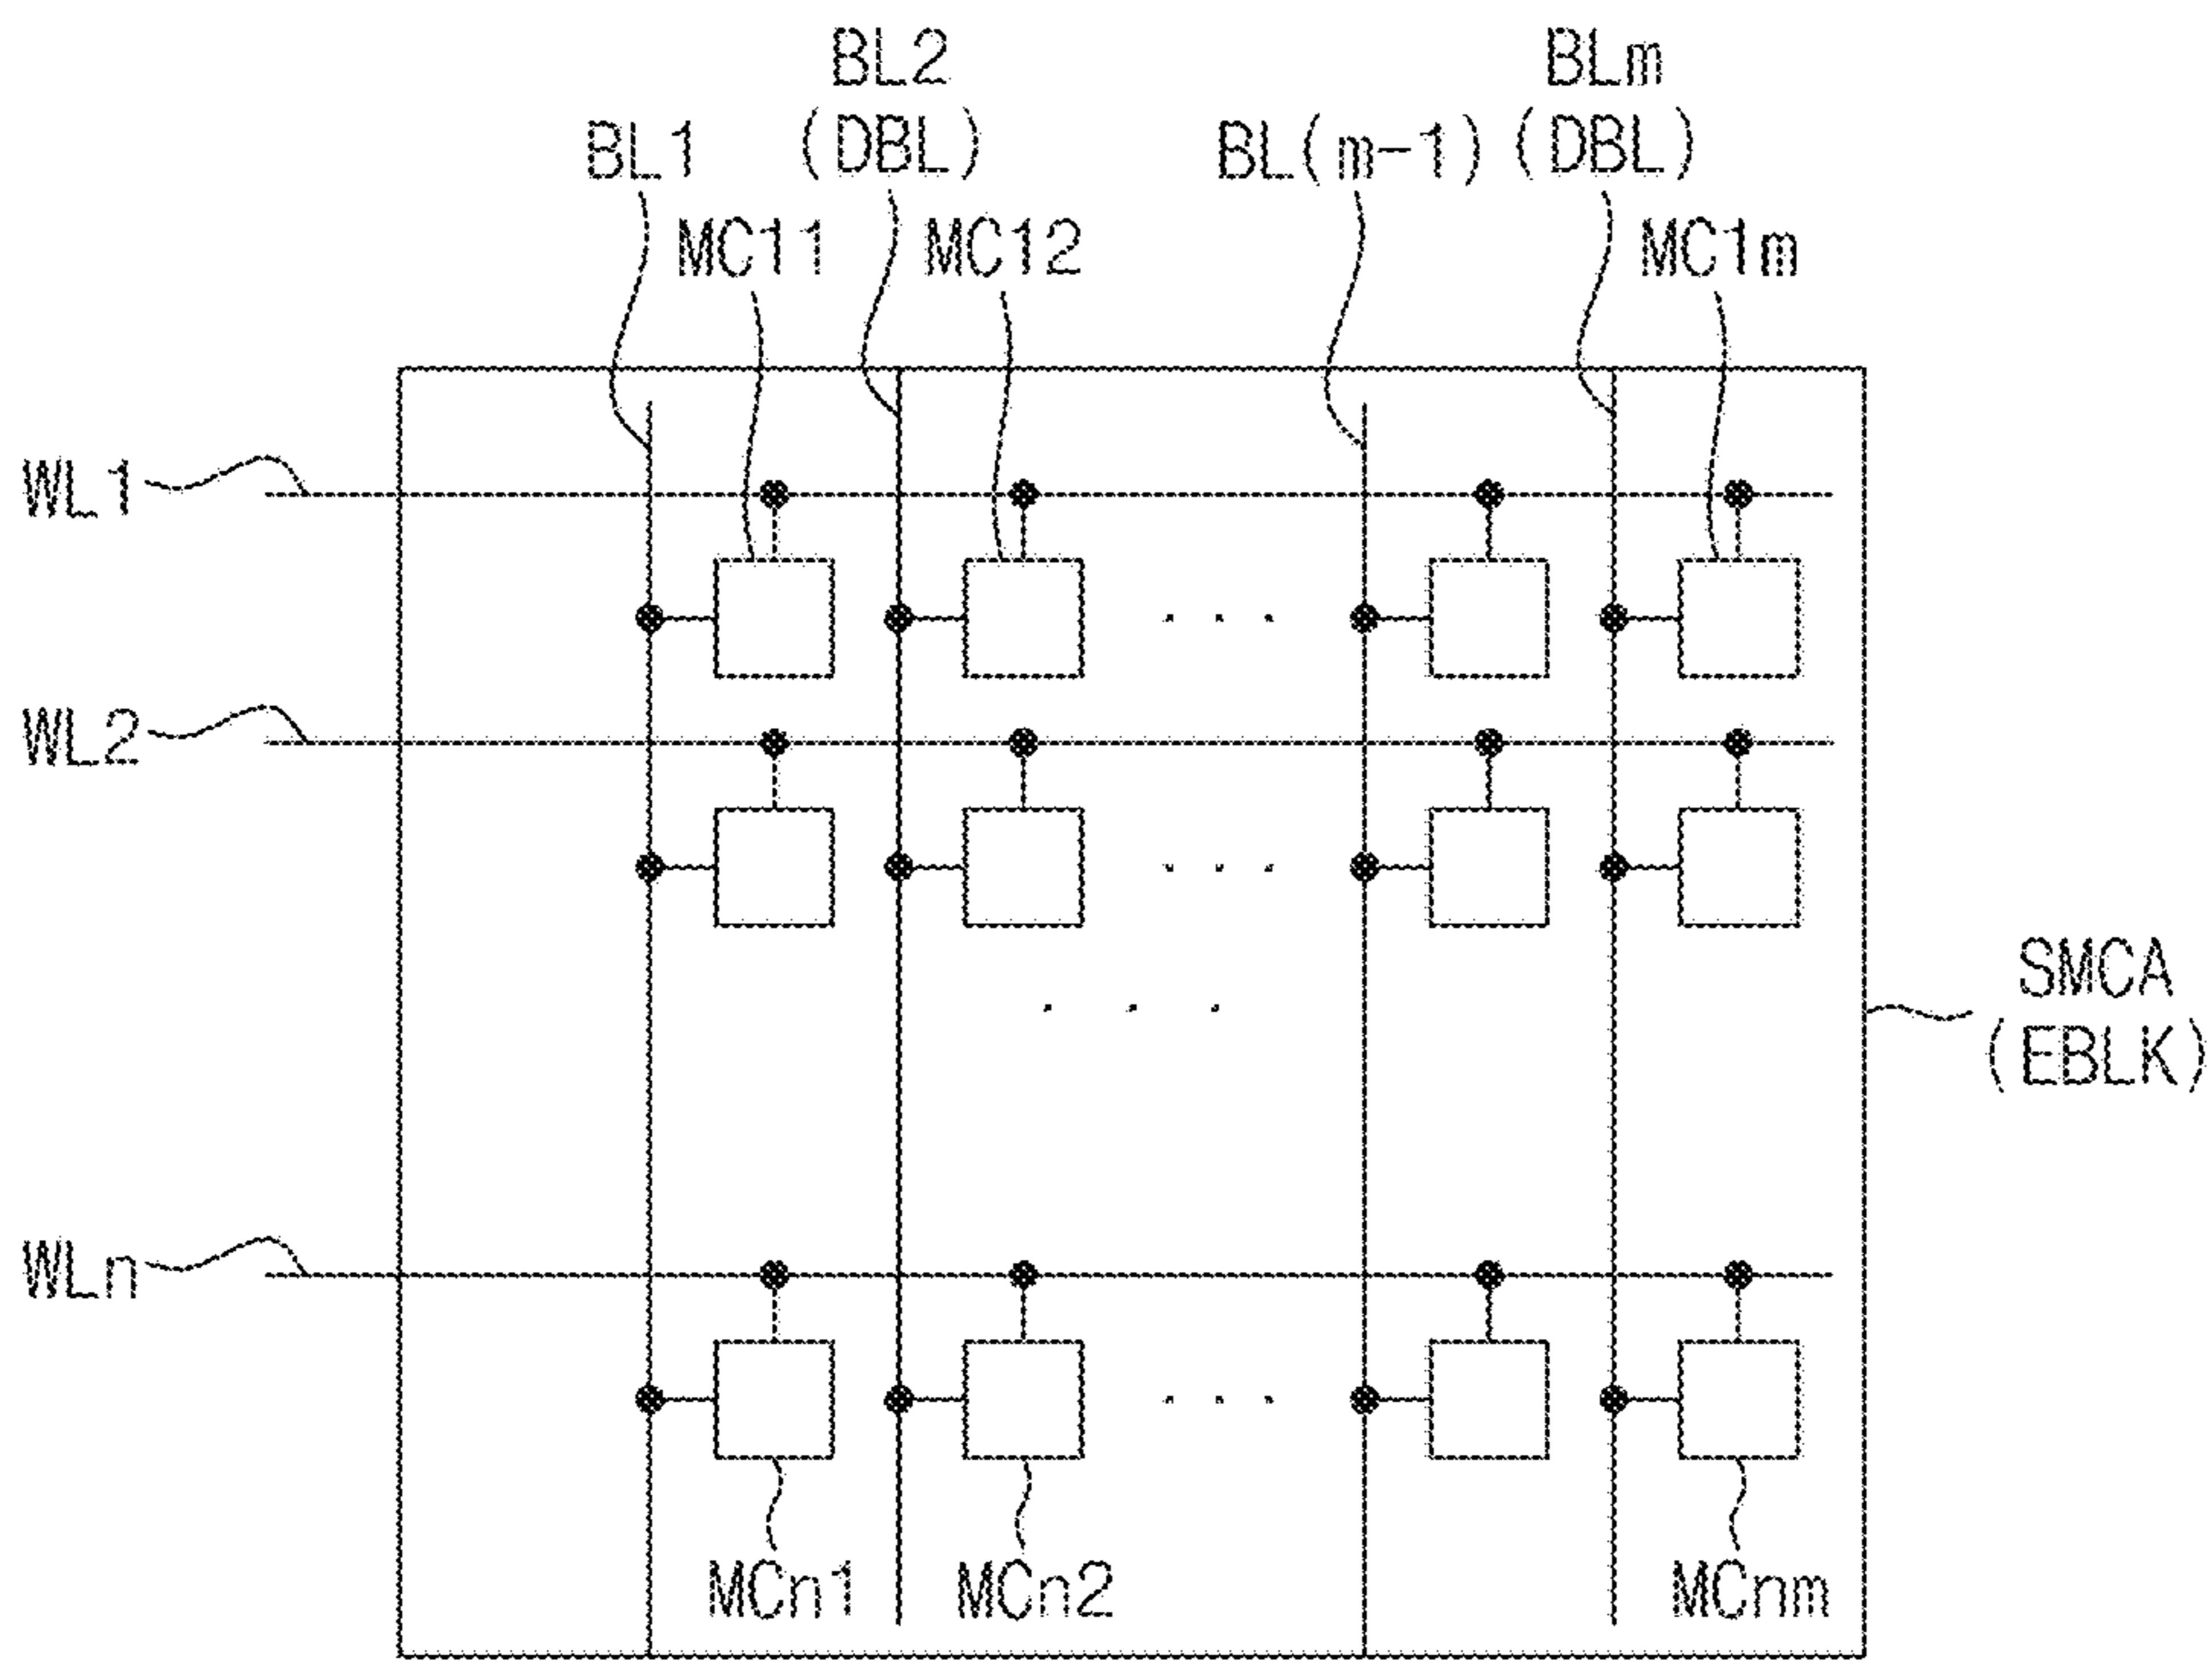 BL2
BLm
BL1
(DBL)
BL(m-1)
(DBL)
MC11
MC12
MC1m
WL1
WL2
SMCA
(EBLK)
WLn
MCn1
MCn2
MCnm